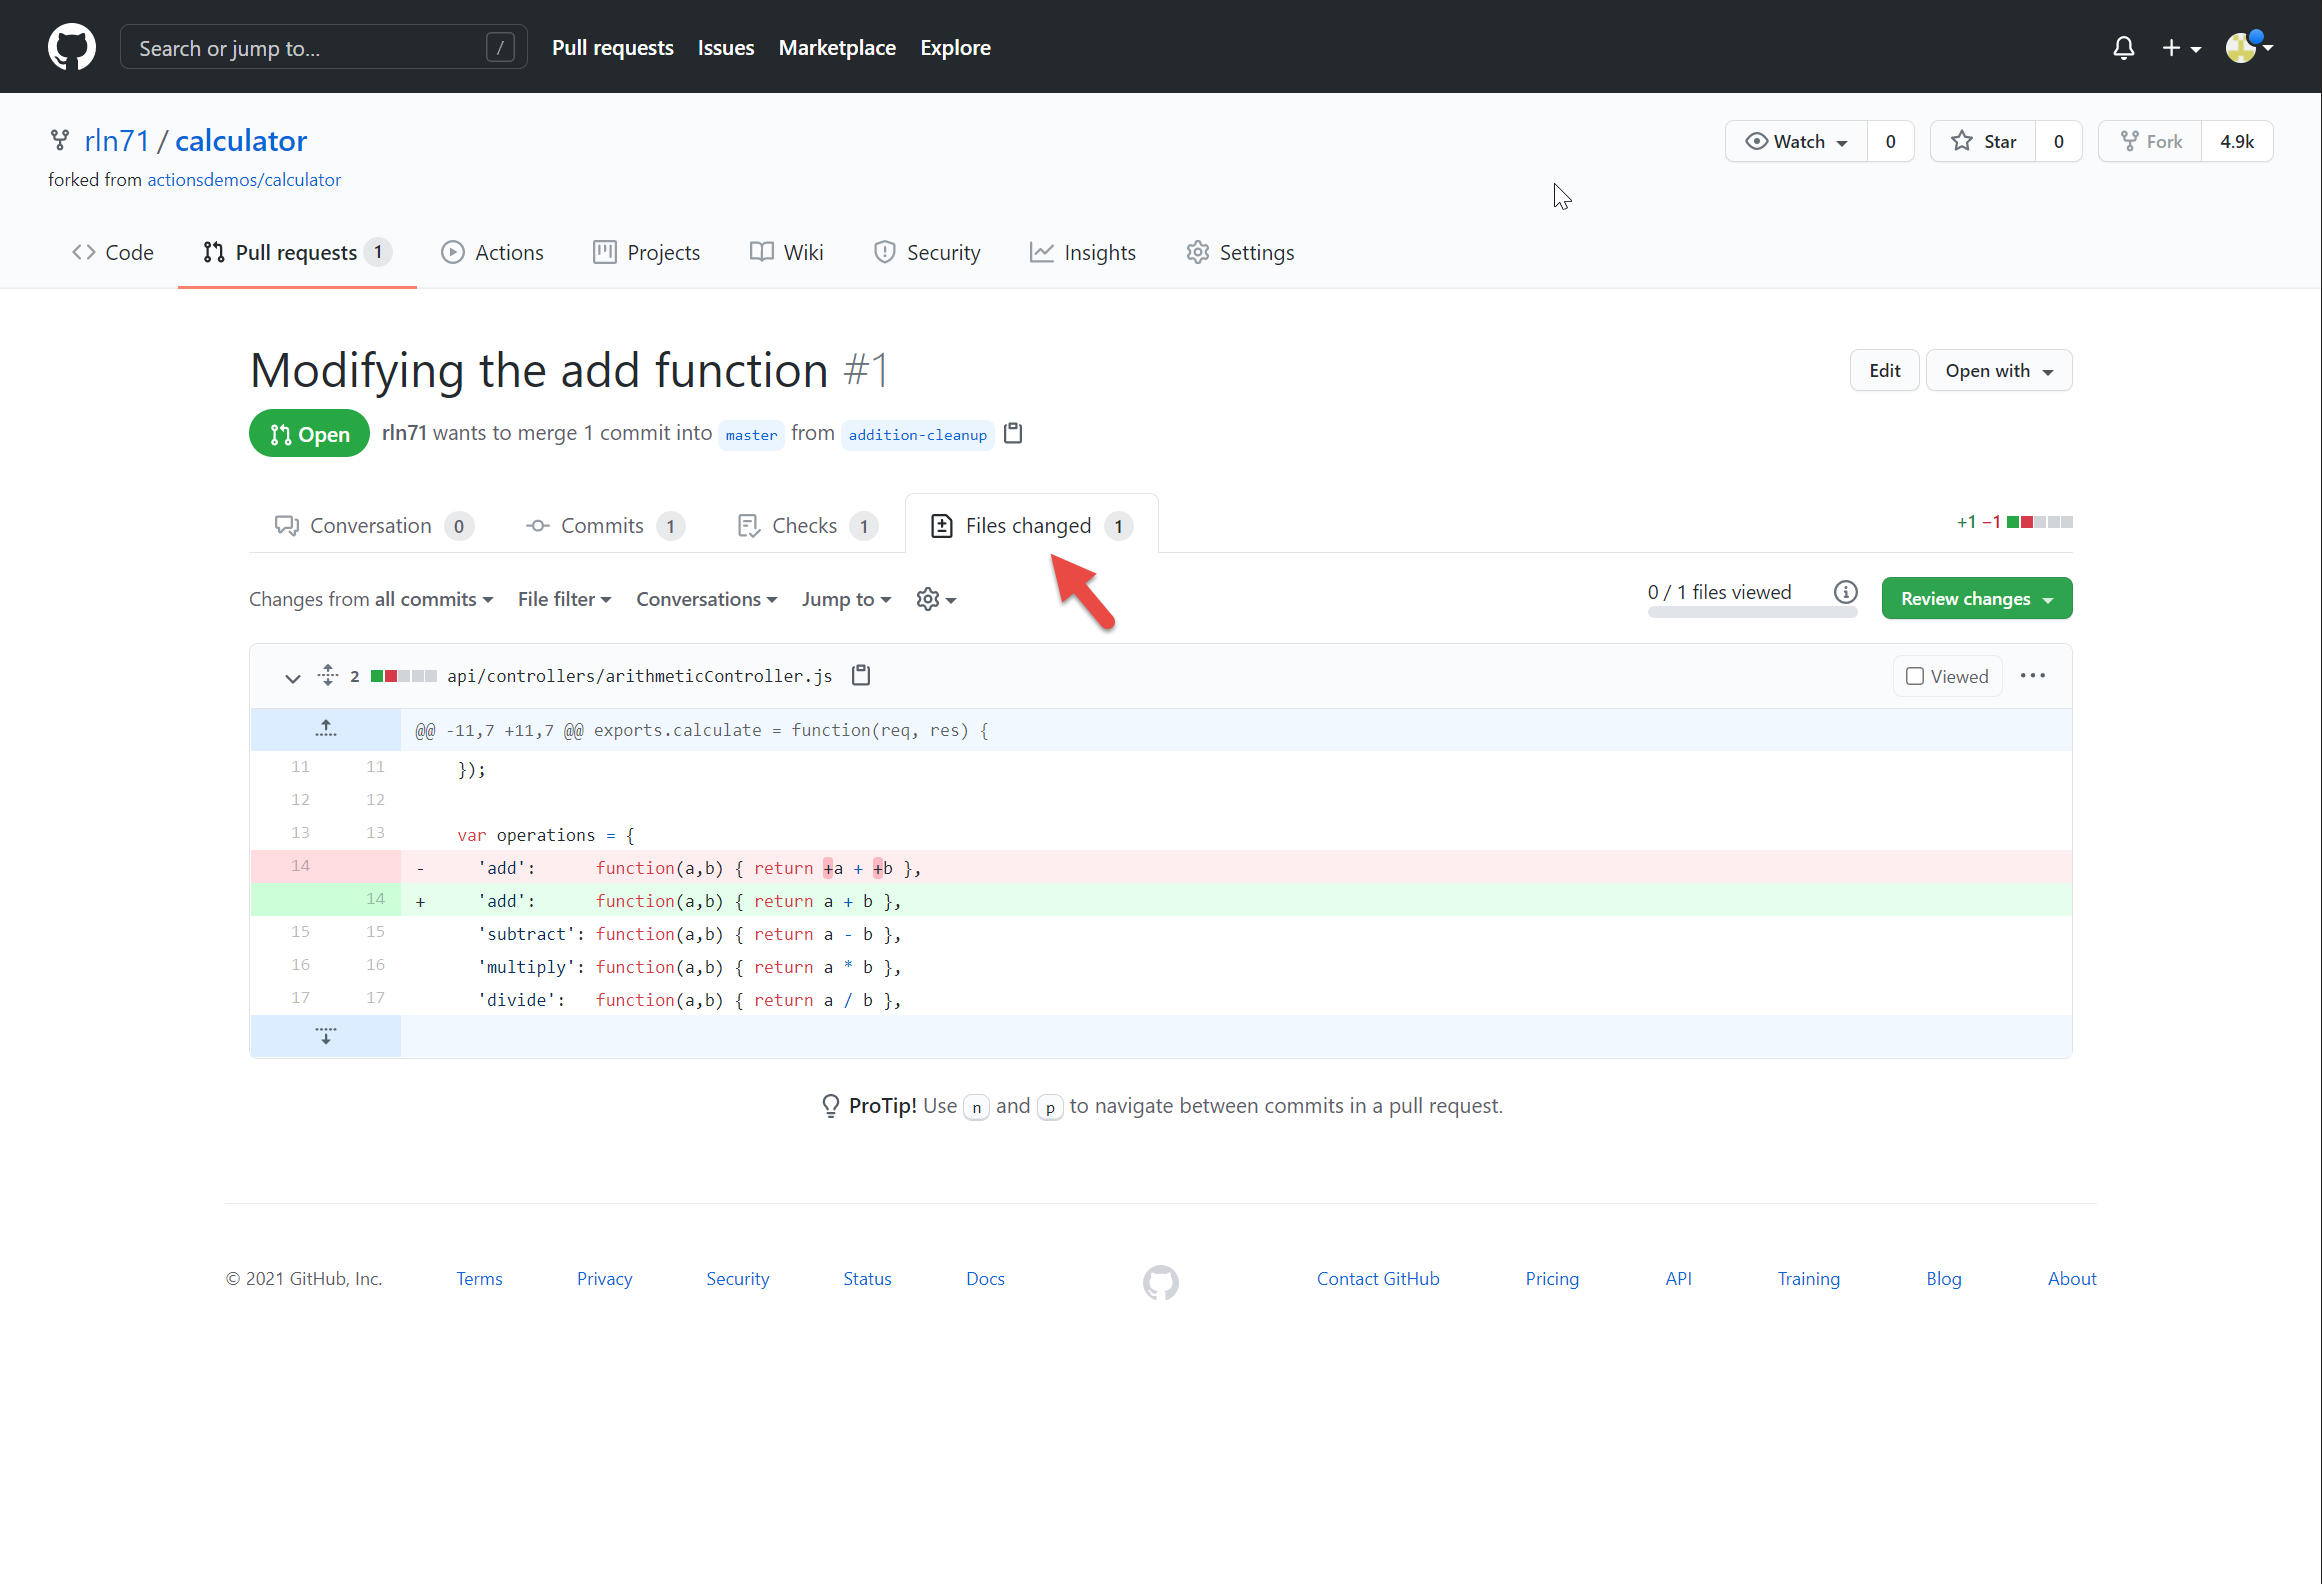 Search or jump to... / Pull requests Issues Marketplace Explore
rln71 / calculator Watch 0 Star 0 Fork 4.9k
forked from actionsdemos/calculator
Code Pull requests 1 Actions Projects Wiki Security Insights Settings
Modifying the add function #1 Edit Open with
Open rln71 wants to merge 1 commit into master from addition-cleanup
Conversation 0 Commits 1 Checks 1 Files changed 1 +1 −1
Changes from all commits File filter Conversations Jump to 0 / 1 files viewed Review changes
2 api/controllers/arithmeticController.js Viewed
@@ -11,7 +11,7 @@ exports.calculate = function(req, res) {
11 11 });
12 12
13 13 var operations = {
14 - 'add': function(a,b) { return +a + +b },
14 + 'add': function(a,b) { return a + b },
15 15 'subtract': function(a,b) { return a - b },
16 16 'multiply': function(a,b) { return a * b },
17 17 'divide': function(a,b) { return a / b },
ProTip! Use n and p to navigate between commits in a pull request.
© 2021 GitHub, Inc. Terms Privacy Security Status Docs Contact GitHub Pricing API Training Blog About